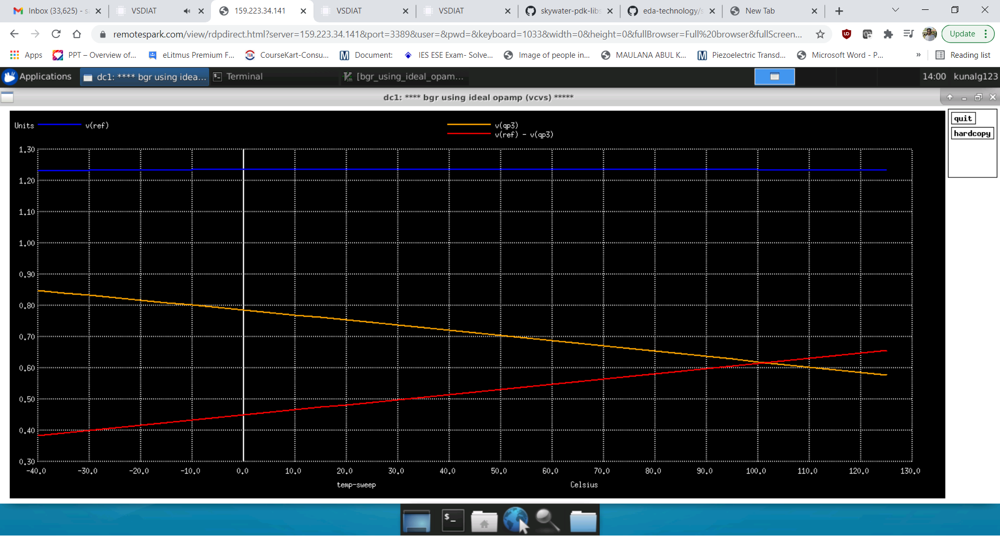 Inbox (33,625) - s
VSDIAT
159.223.34.141
VSDIAT
VSDIAT
skywater-pdk-libs
eda-technology/s
New Tab
remotespark.com/view/rdpdirect.html?server=159.223.34.141&port=3389&user=&pwd=&keyboard=1033&width=0&height=0&fullBrowser=Full%20browser&fullScreen...
Update
Apps
PPT – Overview of...
eLitmus Premium F...
CourseKart-Consu...
Document:
IES ESE Exam- Solve...
Image of people in...
MAULANA ABUL K...
Piezoelectric Transd...
Microsoft Word - P...
»
Reading list
Applications
dc1: **** bgr using idea...
Terminal
[bgr_using_ideal_opam...
14:00
kunalg123
dc1: **** bgr using ideal opamp (vcvs) *****
quit
hardcopy
Units
v(ref)
v(qp3)
v(ref) - v(qp3)
1.30
1.20
1.10
1.00
0.90
0.80
0.70
0.60
0.50
0.40
0.30
-40.0 -30.0 -20.0 -10.0 0.0 10.0 20.0 30.0 40.0 50.0 60.0 70.0 80.0 90.0 100.0 110.0 120.0 130.0
temp-sweep Celsius
$_